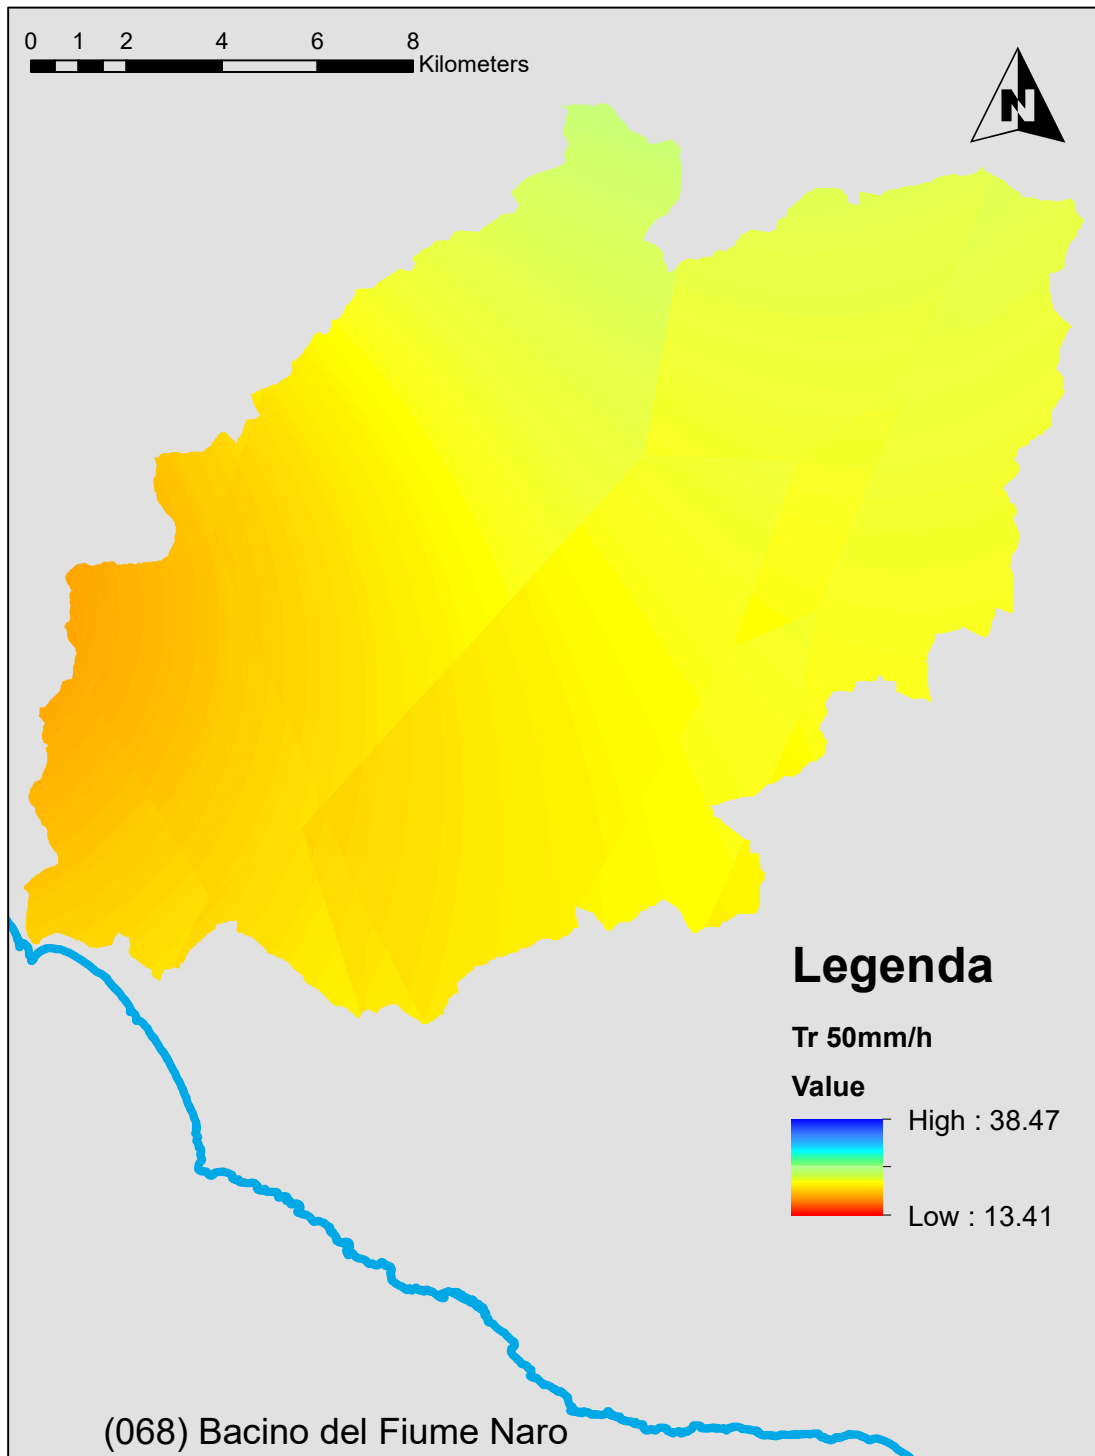 0 1 2 4 6 8
Kilometers
N
Legenda
Tr 50mm/h
Value
High : 38.47
Low : 13.41
(068) Bacino del Fiume Naro